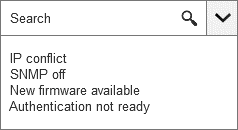 Search
IP conflict
SNMP off
New firmware available
Authentication not ready